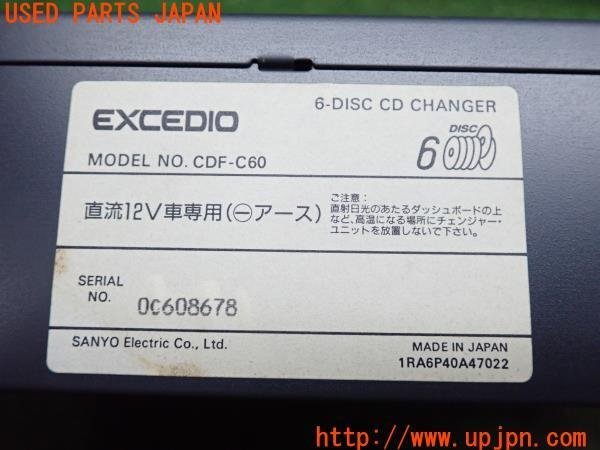 USED PARTS JAPAN
EXCEDIO
6-DISC CD CHANGER
DISC
6
MODEL NO. CDF-C60
直流12V車専用(⊖アース)
ご注意:
直射日光のあたるダッシュボードの上
など、高温になる場所にチェンジャー・
ユニットを放置しないで下さい。
SERIAL
NO.
0C608678
SANYO Electric Co., Ltd.
MADE IN JAPAN
1RA6P40A47022
USED PARTS JAPAN
www.upjpn.com